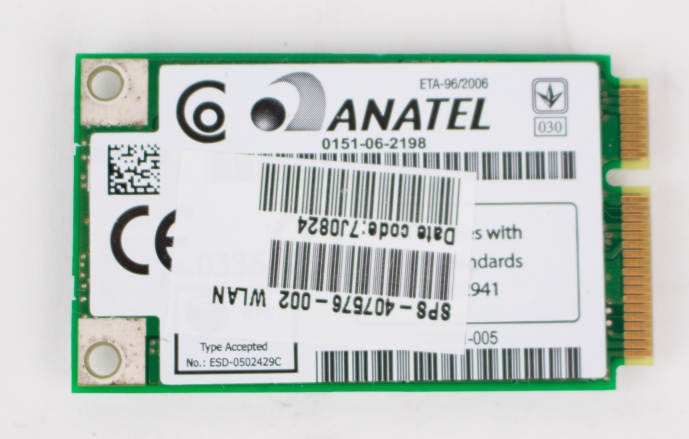 ETA-96/2006
ANATEL
030
0151-06-2198
Date code:7J0824
SPS-407576-002 WLAN
CE
with
ndards
941
-005
Type Accepted
No.: ESD-0502429C